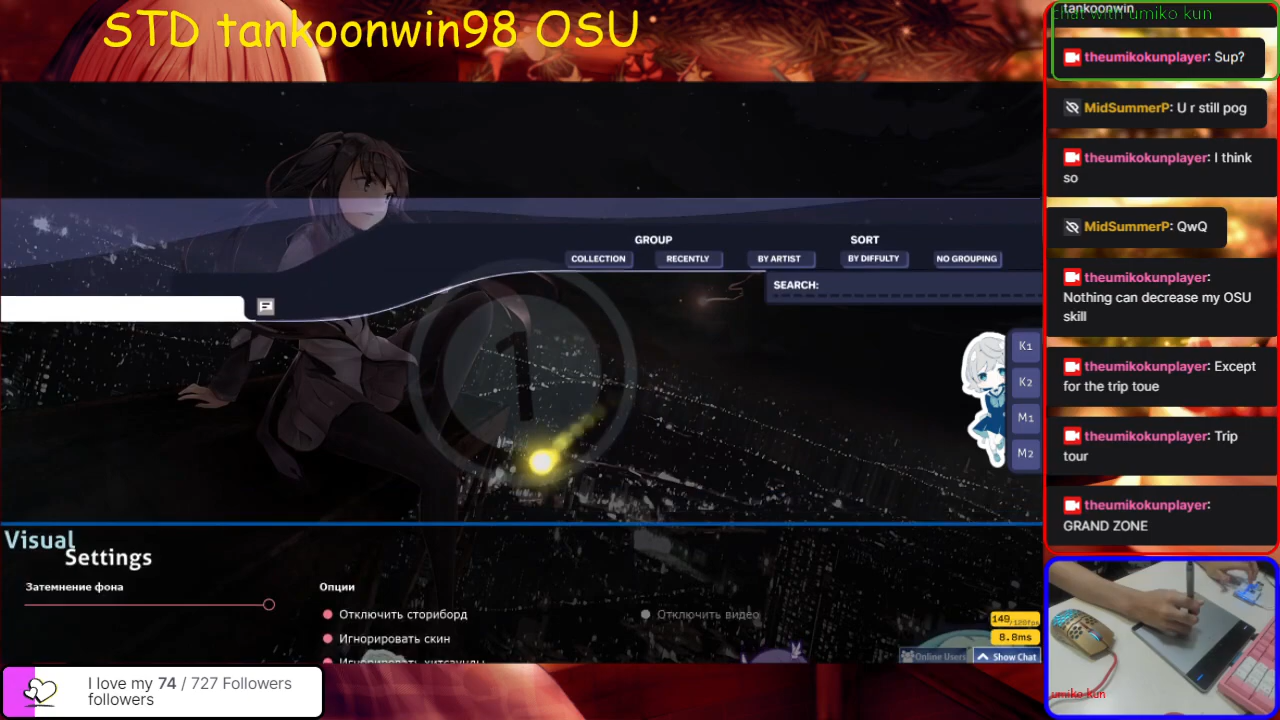 STD tankoonwin98 OSU
GROUP
SORT
COLLECTION
RECENTLY
BY ARTIST
BY DIFFULTY
NO GROUPING
SEARCH:
1
K1
K2
M1
M2
Visual
Settings
Затемнение фона
Опции
Отключить сториборд
Отключить видео
Игнорировать скин
Игнорировать хитсаунды
149/120fps
8.8ms
Online Users
Show Chat
I love my 74 / 727 Followers
followers
tankoonwin
chat with umiko kun
theumikokunplayer: Sup?
MidSummerP: U r still pog
theumikokunplayer: I think
so
MidSummerP: QwQ
theumikokunplayer:
Nothing can decrease my OSU
skill
theumikokunplayer: Except
for the trip toue
theumikokunplayer: Trip
tour
theumikokunplayer:
GRAND ZONE
umiko kun